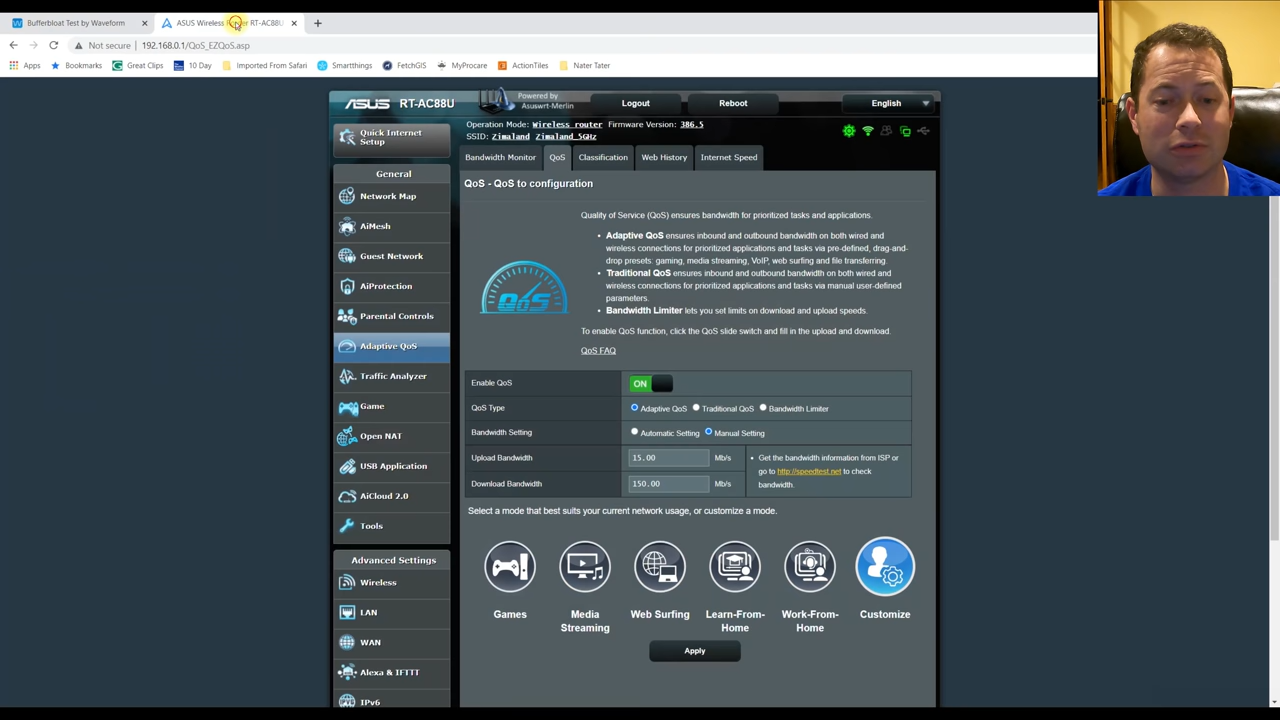 Bufferbloat Test by Waveform
ASUS Wireless Router RT-AC88U
Not secure
192.168.0.1/QoS_EZQoS.asp
Apps
Bookmarks
Great Clips
10 Day
Imported From Safari
Smartthings
FetchGIS
MyProcare
ActionTiles
Nater Tater
ASUS RT-AC88U
Powered by
Asuswrt-Merlin
Logout
Reboot
English
Quick Internet
Setup
General
Network Map
AiMesh
Guest Network
AiProtection
Parental Controls
Adaptive QoS
Traffic Analyzer
Game
Open NAT
USB Application
AiCloud 2.0
Tools
Advanced Settings
Wireless
LAN
WAN
Alexa & IFTTT
IPv6
Operation Mode: Wireless router Firmware Version: 386.5
SSID: Zimaland Zimaland_5GHz
Bandwidth Monitor
QoS
Classification
Web History
Internet Speed
QoS - QoS to configuration
QoS
Quality of Service (QoS) ensures bandwidth for prioritized tasks and applications.
• Adaptive QoS ensures inbound and outbound bandwidth on both wired and
wireless connections for prioritized applications and tasks via pre-defined, drag-and-
drop presets: gaming, media streaming, VoIP, web surfing and file transferring.
• Traditional QoS ensures inbound and outbound bandwidth on both wired and
wireless connections for prioritized applications and tasks via manual user-defined
parameters.
• Bandwidth Limiter lets you set limits on download and upload speeds.
To enable QoS function, click the QoS slide switch and fill in the upload and download.
QoS FAQ
Enable QoS
ON
QoS Type
Adaptive QoS Traditional QoS Bandwidth Limiter
Bandwidth Setting
Automatic Setting Manual Setting
Upload Bandwidth
15.00 Mb/s
Download Bandwidth
150.00 Mb/s
• Get the bandwidth information from ISP or
go to http://speedtest.net to check
bandwidth.
Select a mode that best suits your current network usage, or customize a mode.
Games
Media
Streaming
Web Surfing
Learn-From-
Home
Work-From-
Home
Customize
Apply